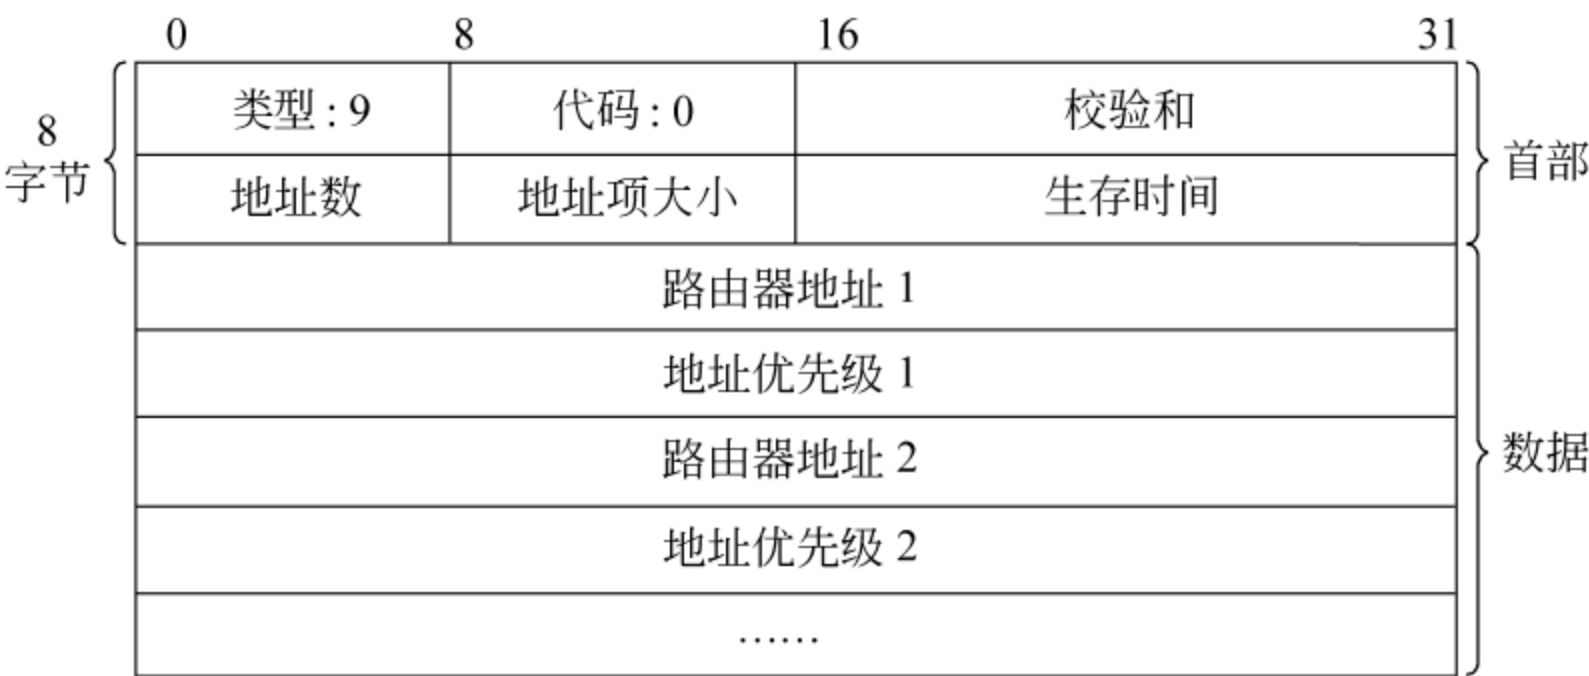 0 8 16 31
类型:9 代码:0 校验和
8
字节
首部
地址数 地址项大小 生存时间
路由器地址 1
地址优先级 1
路由器地址 2
数据
地址优先级 2
……